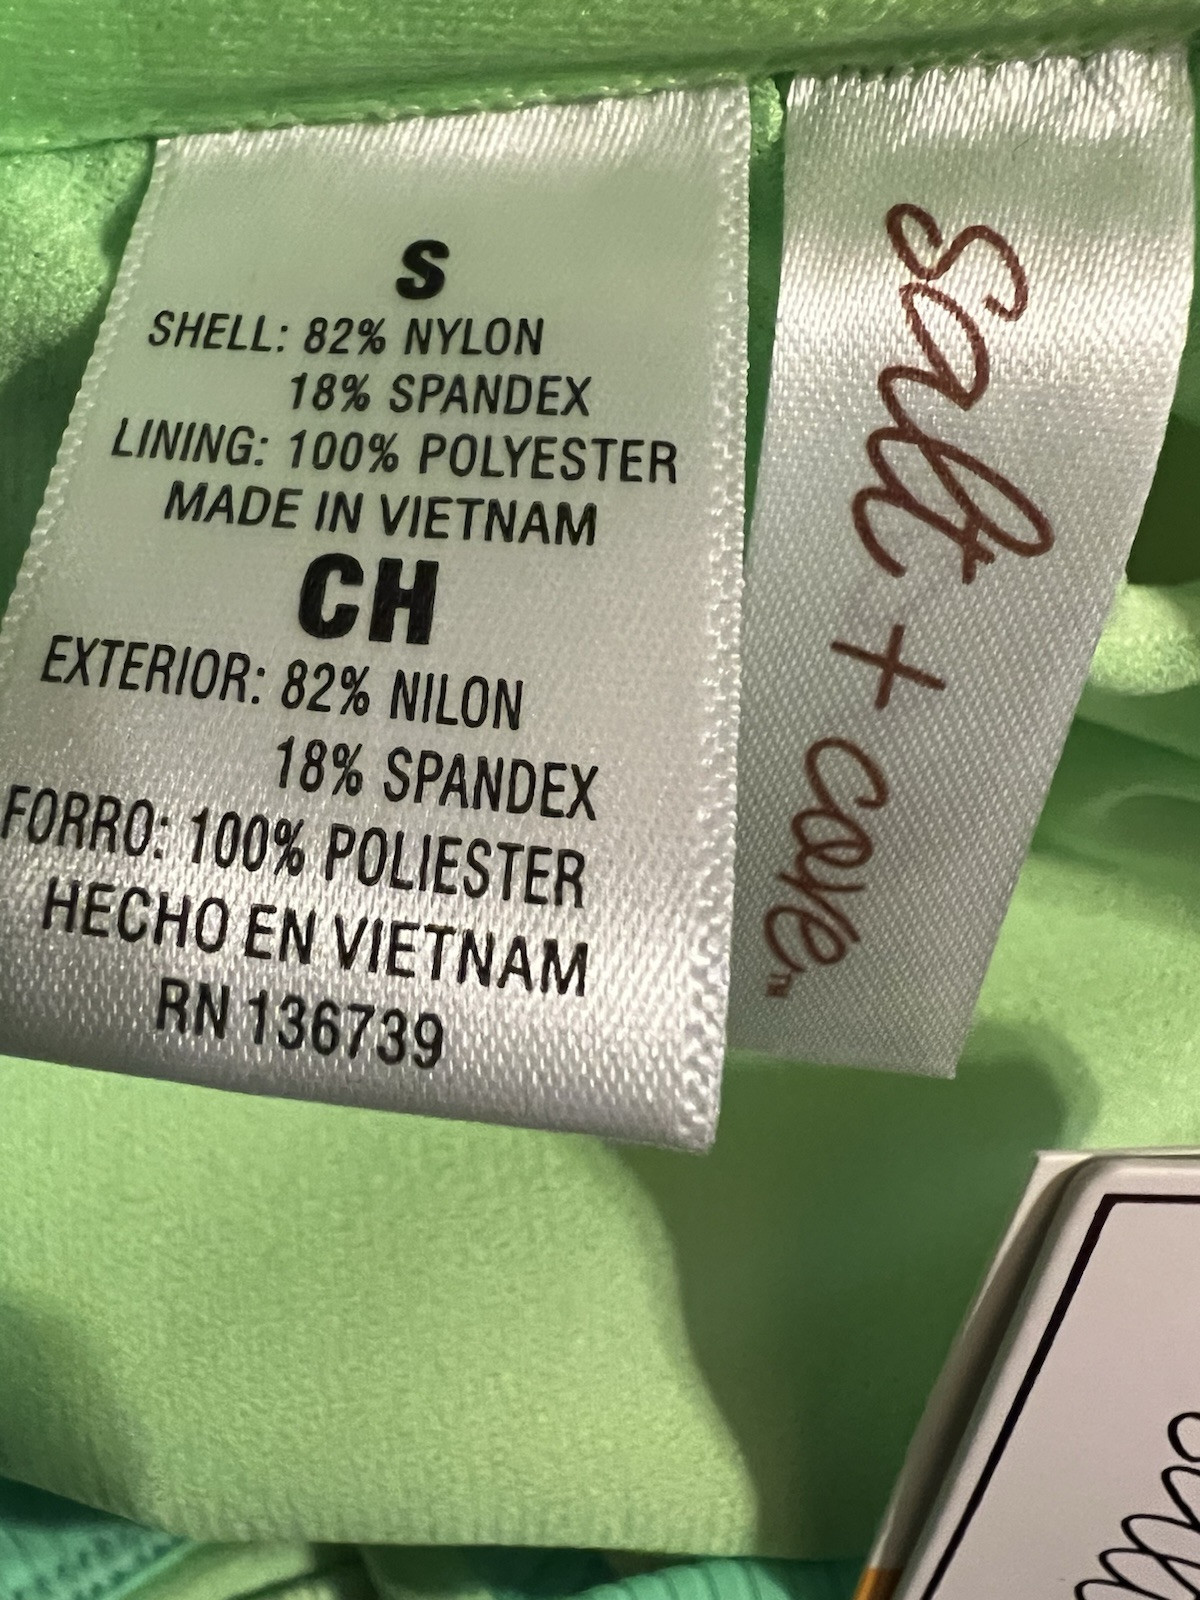 S
SHELL: 82% NYLON
18% SPANDEX
LINING: 100% POLYESTER
MADE IN VIETNAM
CH
EXTERIOR: 82% NILON
18% SPANDEX
FORRO: 100% POLIESTER
HECHO EN VIETNAM
RN 136739
salt + cove™